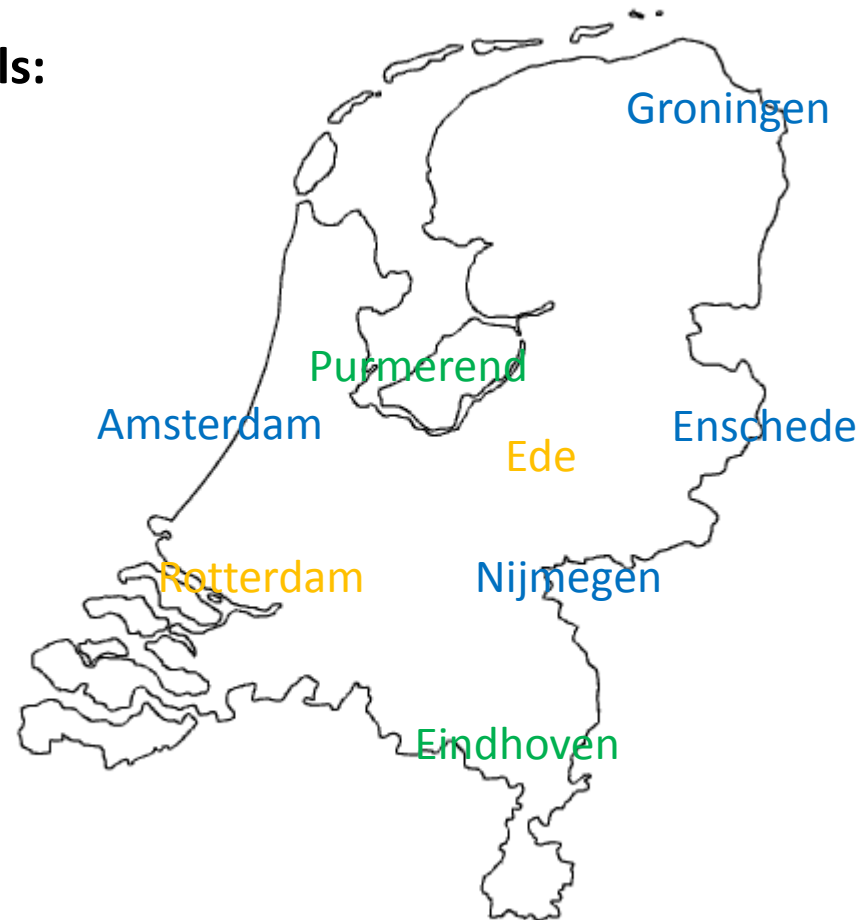 ls:
Groningen
Purmerend
Amsterdam
Enschede
Ede
Rotterdam
Nijmegen
Eindhoven